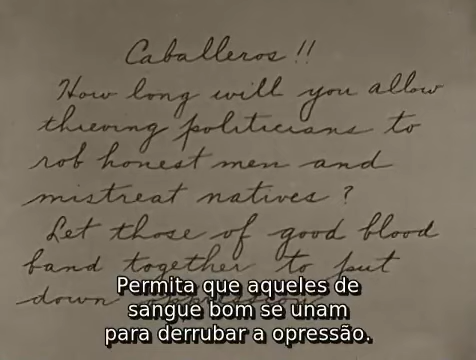 Caballeros!!
How long will you allow
thieving politicians to
rob honest men and
mistreat natives?
Let those of good blood
band together to put
down oppression.
Permita que aqueles de
sangue bom se unam
para derrubar a opressão.